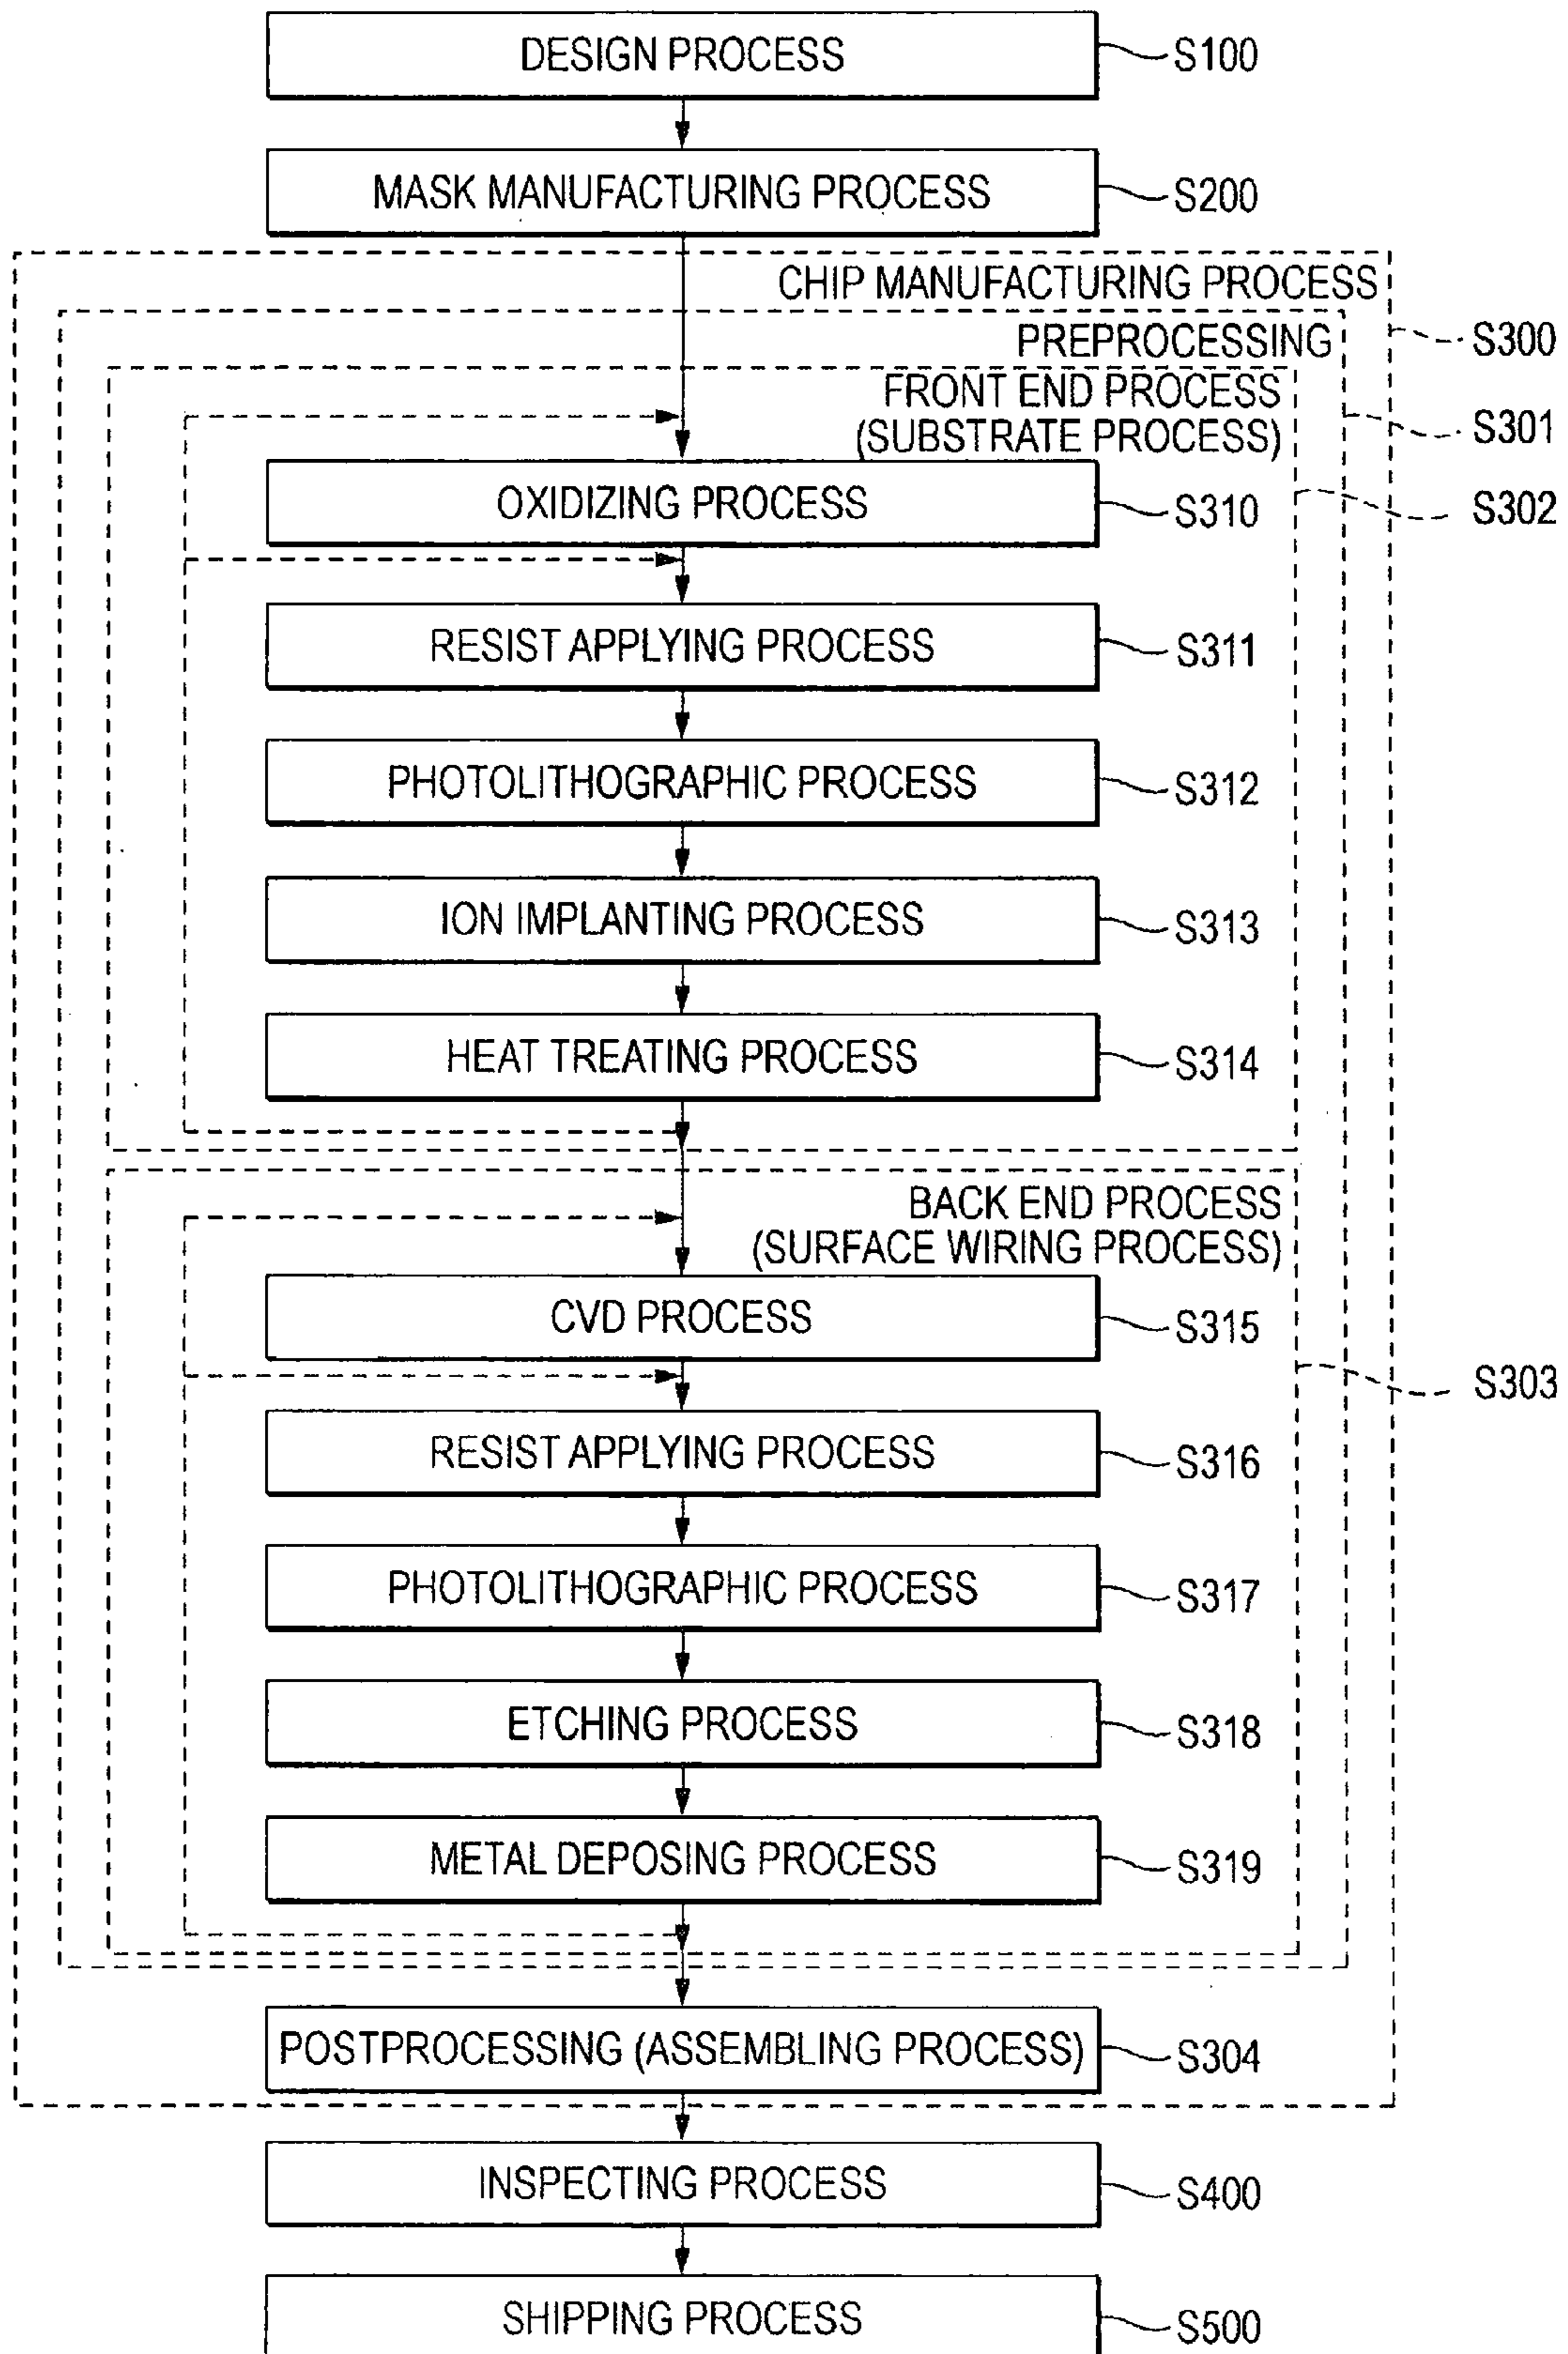 DESIGN PROCESS
S100
MASK MANUFACTURING PROCESS
S200
CHIP MANUFACTURING PROCESS
PREPROCESSING
S300
FRONT END PROCESS
(SUBSTRATE PROCESS)
S301
OXIDIZING PROCESS
S310
S302
RESIST APPLYING PROCESS
S311
PHOTOLITHOGRAPHIC PROCESS
S312
ION IMPLANTING PROCESS
S313
HEAT TREATING PROCESS
S314
BACK END PROCESS
(SURFACE WIRING PROCESS)
CVD PROCESS
S315
S303
RESIST APPLYING PROCESS
S316
PHOTOLITHOGRAPHIC PROCESS
S317
ETCHING PROCESS
S318
METAL DEPOSING PROCESS
S319
POSTPROCESSING (ASSEMBLING PROCESS)
S304
INSPECTING PROCESS
S400
SHIPPING PROCESS
S500